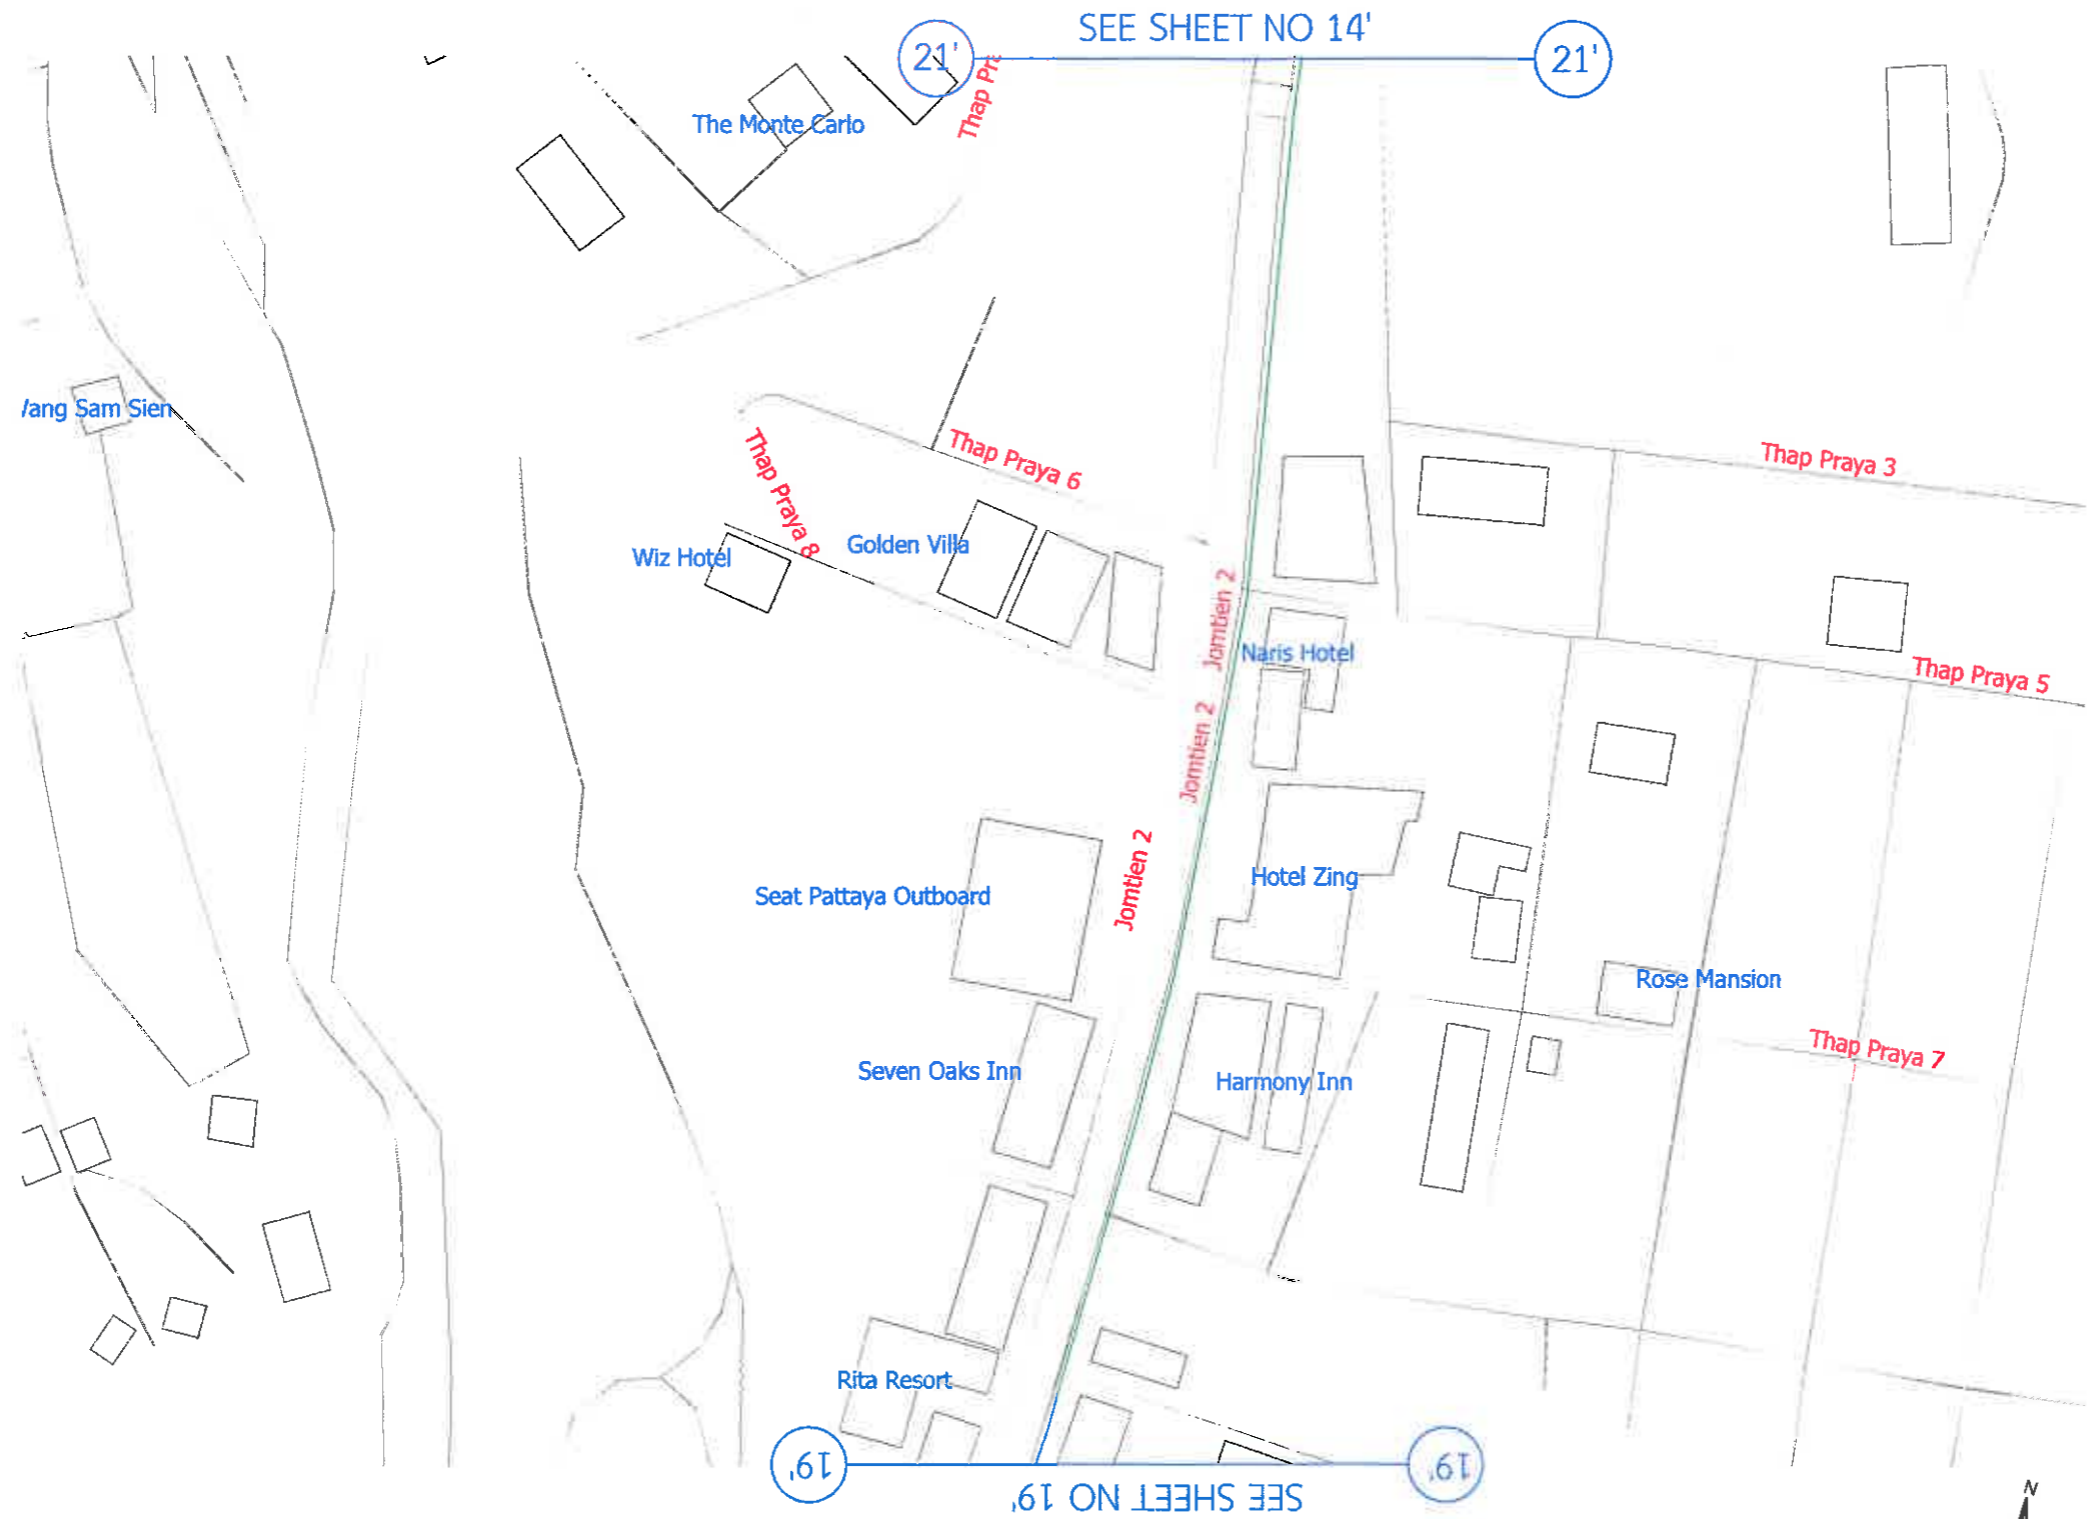 SEE SHEET NO 14'
21'
21'
Thap Pra
The Monte Carlo
/ang Sam Sien
Thap Praya 6
Thap Praya 3
Thap Praya 8
Golden Villa
Wiz Hotel
Jomtien 2
Naris Hotel
Thap Praya 5
Jomtien 2
Jomtien 2
Hotel Zing
Seat Pattaya Outboard
Rose Mansion
Thap Praya 7
Seven Oaks Inn
Harmony Inn
Rita Resort
19'
19'
SEE SHEET NO 19'
N